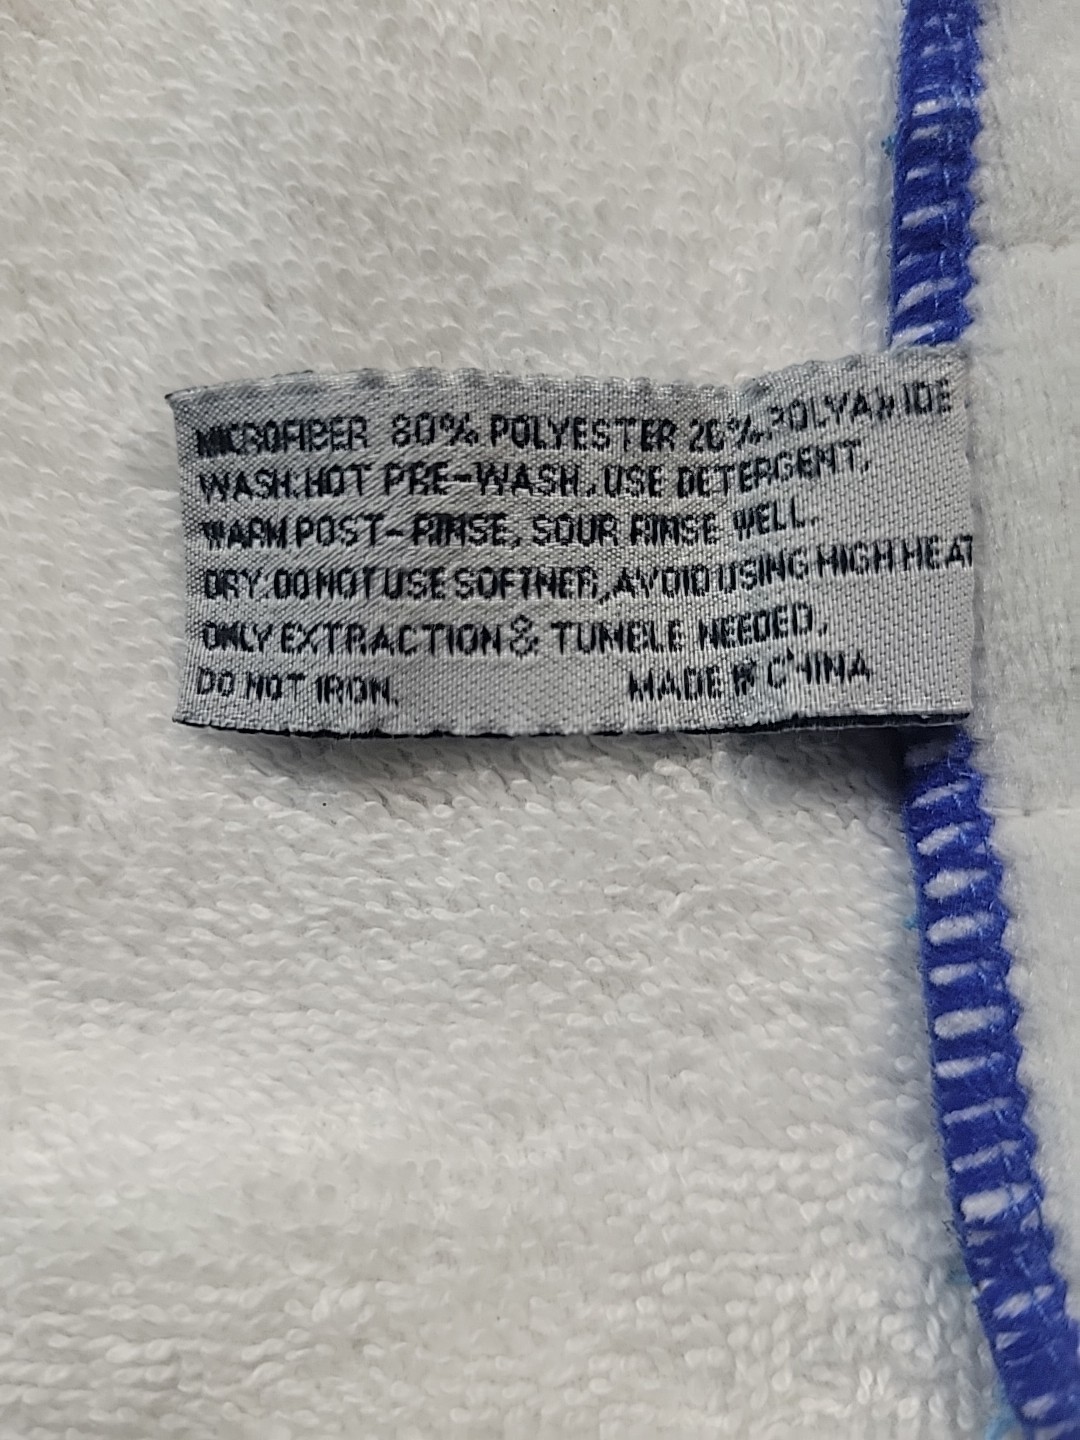 MICROFIBER 80% POLYESTER 20% POLYAMIDE
WASH:HOT PRE-WASH, USE DETERGENT,
WARM POST-RINSE, SOUR RINSE WELL.
DRY:DO NOT USE SOFTNER, AVOID USING HIGH HEAT
ONLY EXTRACTION & TUMBLE NEEDED,
DO NOT IRON. MADE IN CHINA